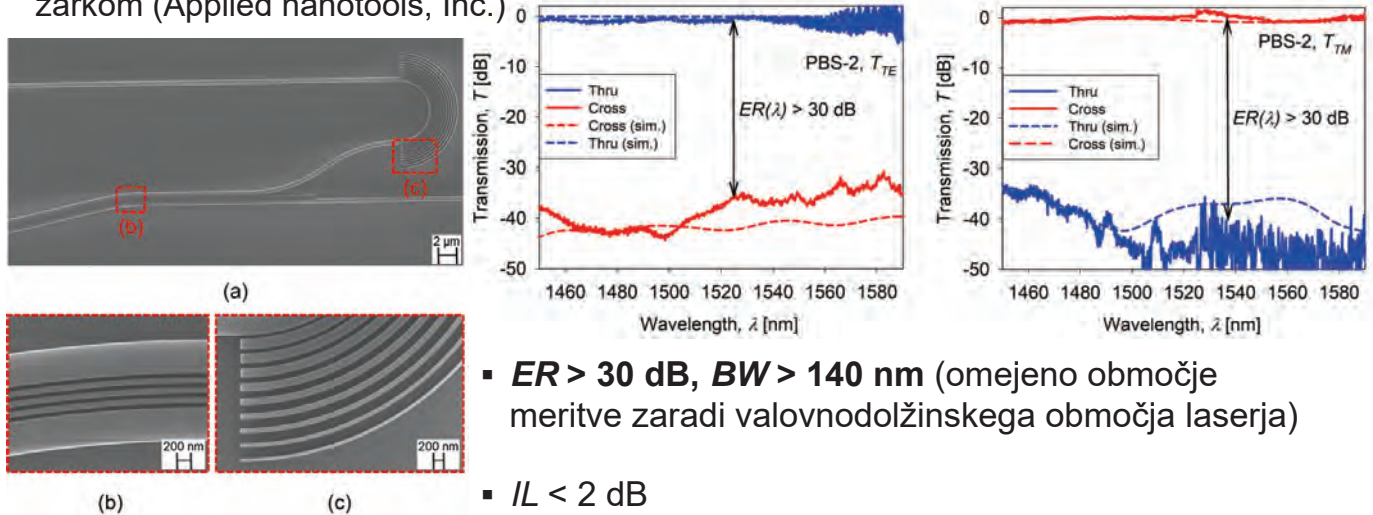 žarkom (Applied nanotools, Inc.)
(b)
(c)
2 µm
(a)
200 nm
200 nm
(b)
(c)
Transmission, T [dB]
0
-10
-20
-30
-40
-50
PBS-2, T_TE
Thru
Cross
Cross (sim.)
Thru (sim.)
ER(λ) > 30 dB
1460 1480 1500 1520 1540 1560 1580
Wavelength, λ [nm]
Transmission, T [dB]
0
-10
-20
-30
-40
-50
PBS-2, T_TM
Thru
Cross
Thru (sim.)
Cross (sim.)
ER(λ) > 30 dB
1460 1480 1500 1520 1540 1560 1580
Wavelength, λ [nm]
▪ ER > 30 dB, BW > 140 nm (omejeno območje
meritve zaradi valovnodolžinskega območja laserja)
▪ IL < 2 dB